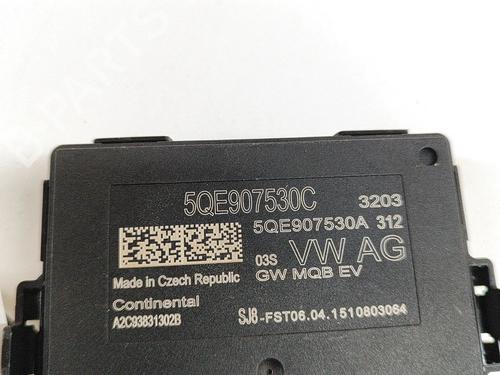 B-PARTS
5QE907530C 3203
5QE907530A 312
03S VW AG
GW MQB EV
Made in Czech Republic
Continental
A2C93831302B SJ8-FST06.04.1510803064